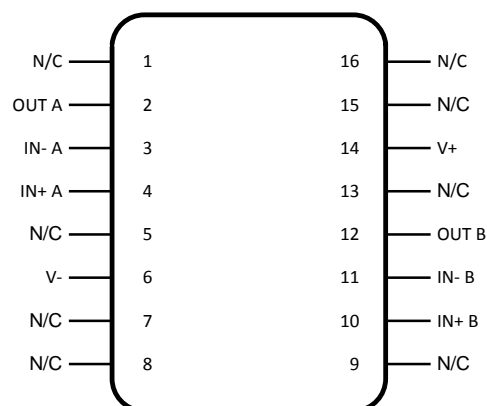 N/C 1 16 N/C
OUT A 2 15 N/C
IN- A 3 14 V+
IN+ A 4 13 N/C
N/C 5 12 OUT B
V- 6 11 IN- B
N/C 7 10 IN+ B
N/C 8 9 N/C